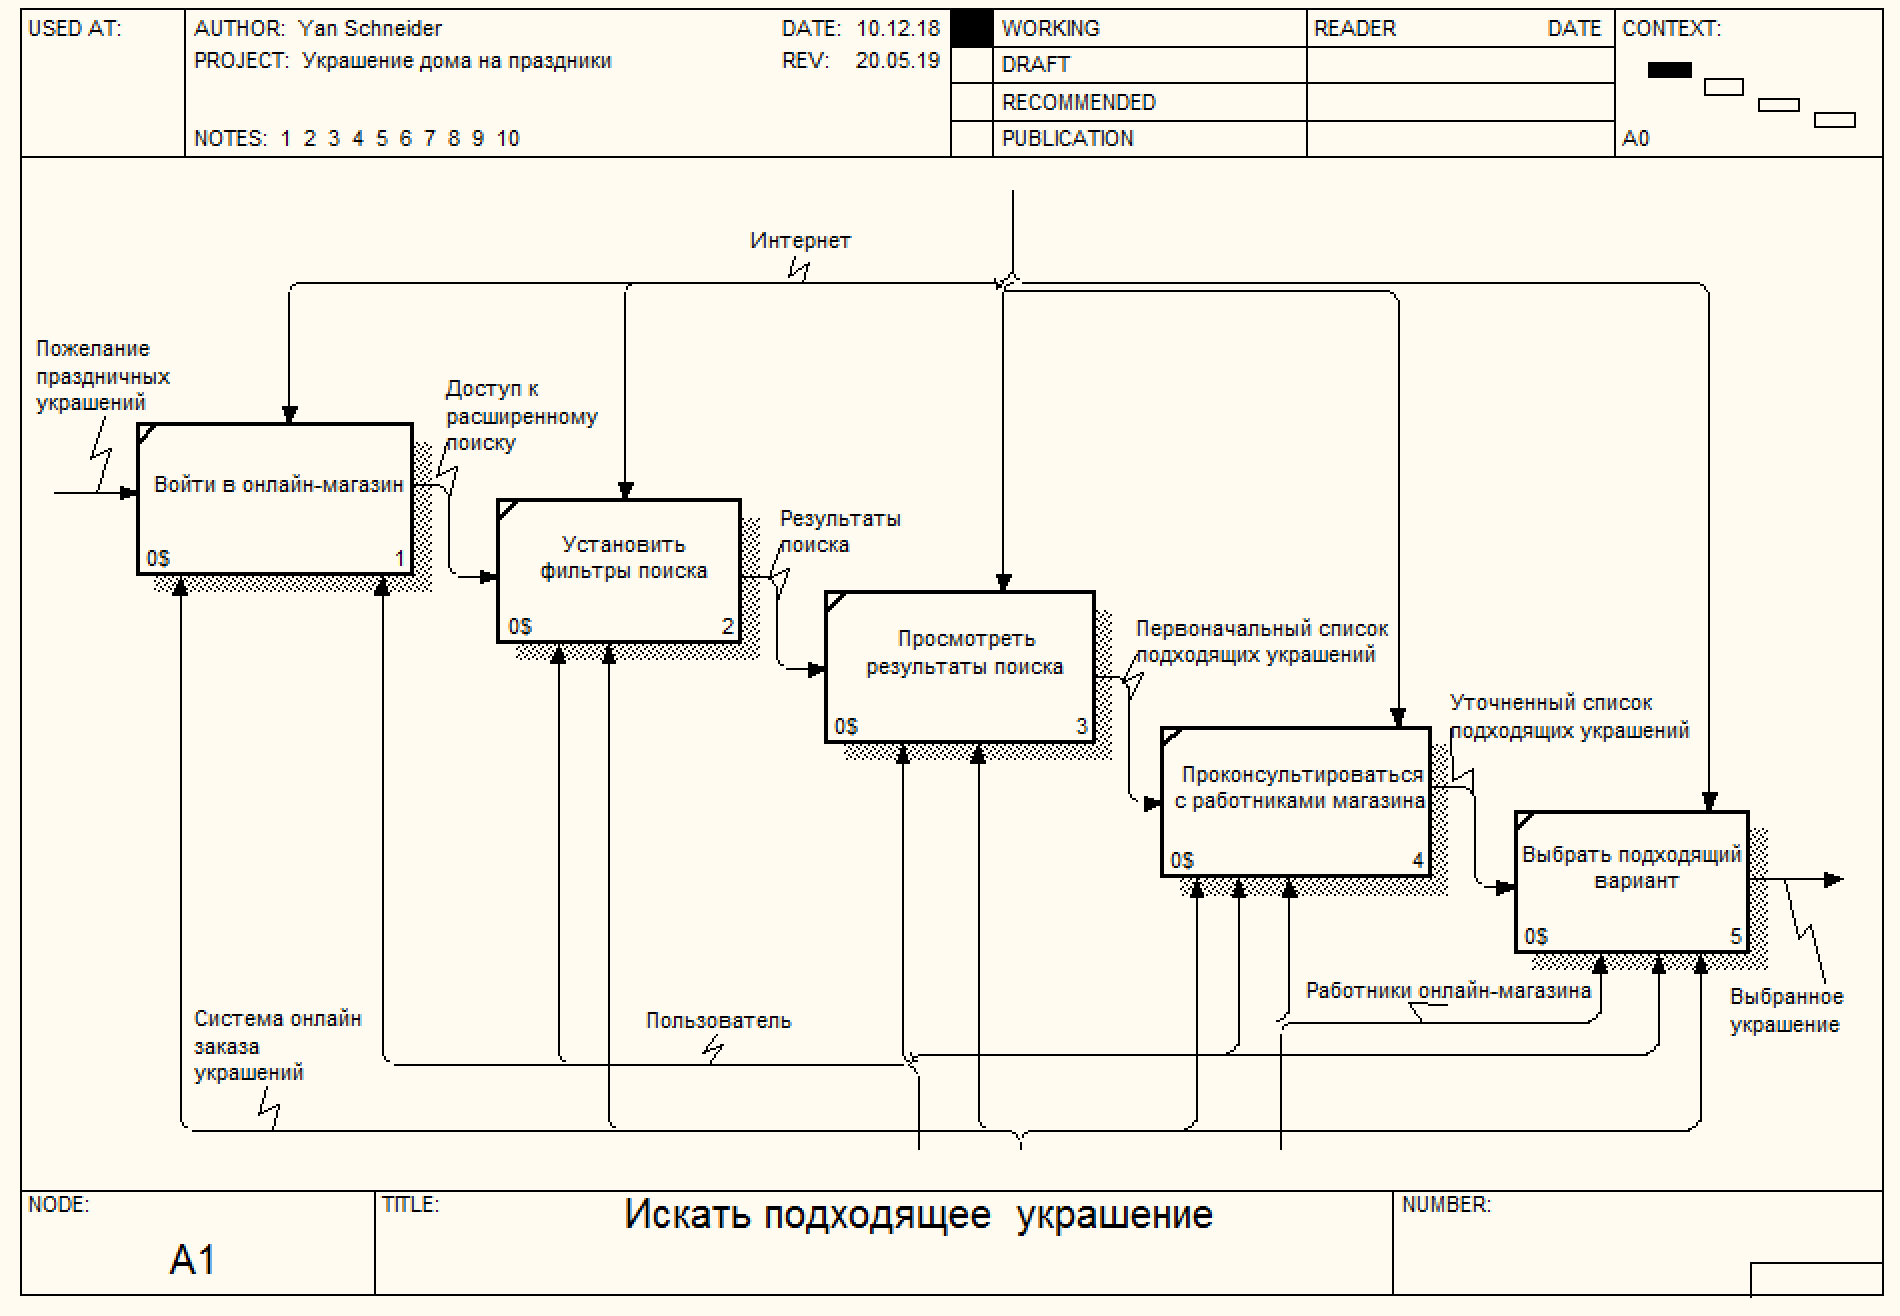 USED AT:
AUTHOR: Yan Schneider
DATE: 10.12.18
PROJECT: Украшение дома на праздники
REV: 20.05.19
NOTES: 1 2 3 4 5 6 7 8 9 10
WORKING
DRAFT
RECOMMENDED
PUBLICATION
READER
DATE
CONTEXT:
A0
Интернет
Пожелание
праздничных
украшений
Войти в онлайн-магазин
0$
1
Доступ к
расширенному
поиску
Установить
фильтры поиска
0$
2
Результаты
поиска
Просмотреть
результаты поиска
0$
3
Первоначальный список
подходящих украшений
Проконсультироваться
с работниками магазина
0$
4
Уточненный список
подходящих украшений
Выбрать подходящий
вариант
0$
5
Выбранное
украшение
Работники онлайн-магазина
Пользователь
Система онлайн
заказа
украшений
NODE:
A1
TITLE:
Искать подходящее украшение
NUMBER: